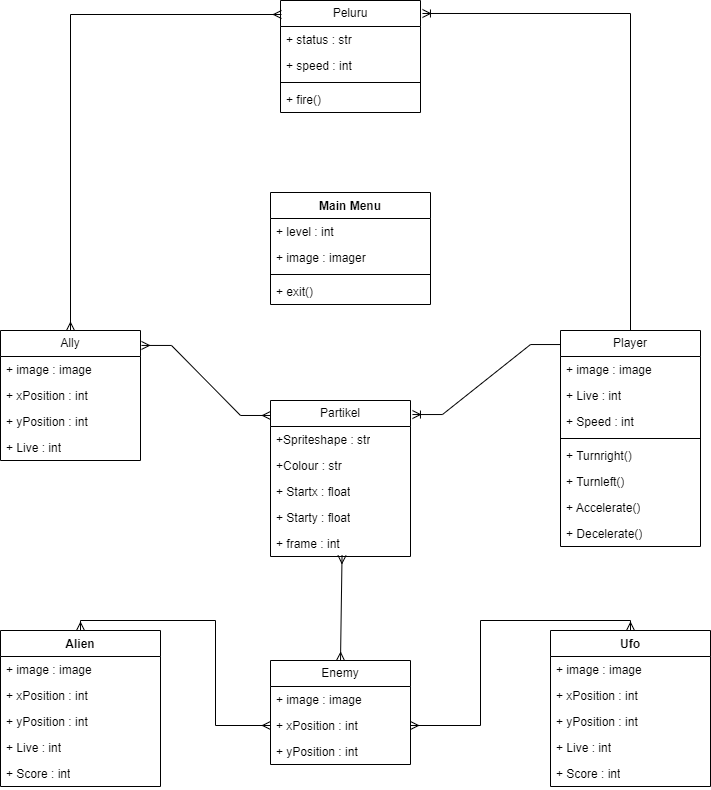 Peluru
+ status : str
+ speed : int
+ fire()
Main Menu
+ level : int
+ image : imager
+ exit()
Ally
+ image : image
+ xPosition : int
+ yPosition : int
+ Live : int
Player
+ image : image
+ Live : int
+ Speed : int
+ Turnright()
+ Turnleft()
+ Accelerate()
+ Decelerate()
Partikel
+Spriteshape : str
+Colour : str
+ Startx : float
+ Starty : float
+ frame : int
Alien
+ image : image
+ xPosition : int
+ yPosition : int
+ Live : int
+ Score : int
Enemy
+ image : image
+ xPosition : int
+ yPosition : int
Ufo
+ image : image
+ xPosition : int
+ yPosition : int
+ Live : int
+ Score : int